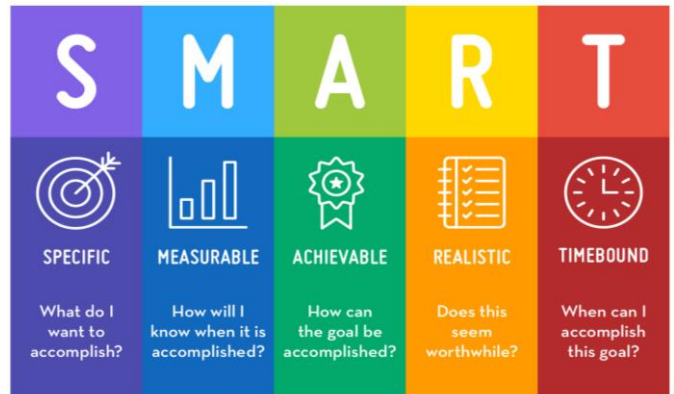 S M A R T
SPECIFIC
What do I
want to
accomplish?
MEASURABLE
How will I
know when it is
accomplished?
ACHIEVABLE
How can
the goal be
accomplished?
REALISTIC
Does this
seem
worthwhile?
TIMEBOUND
When can I
accomplish
this goal?